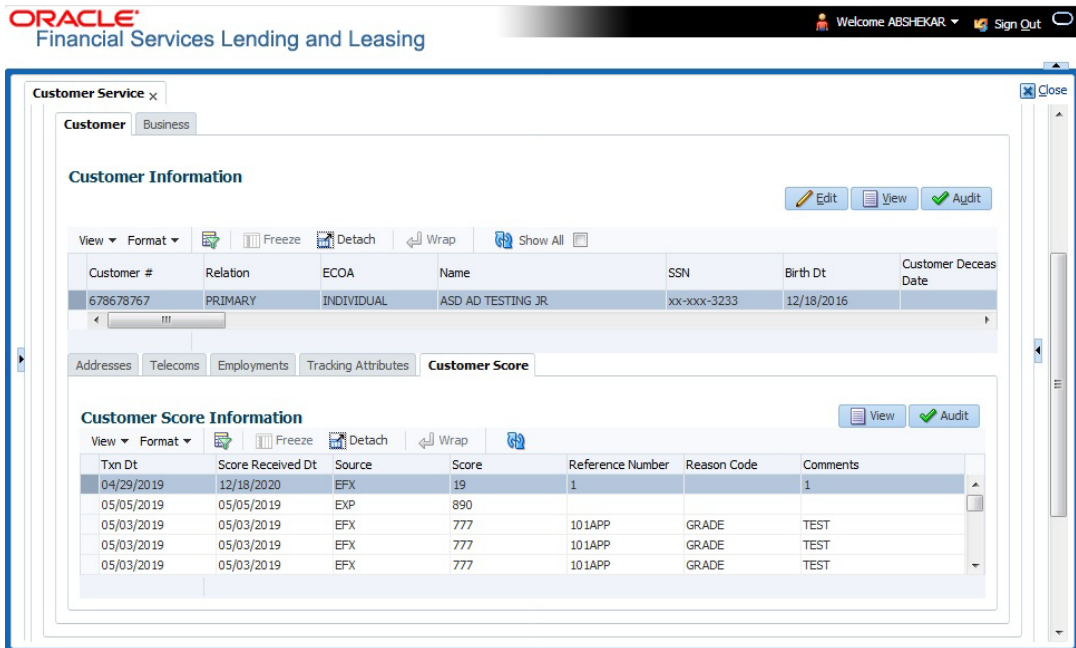 ORACLE®
Financial Services Lending and Leasing
Welcome ABSHEKAR Sign Out
Customer Service x
Close
Customer Business
Customer Information
Edit View Audit
View Format Freeze Detach Wrap Show All
Customer # Relation ECOA Name SSN Birth Dt Customer Deceas
Date
678678767 PRIMARY INDIVIDUAL ASD AD TESTING JR xx-xxx-3233 12/18/2016
Addresses Telecoms Employments Tracking Attributes Customer Score
Customer Score Information
View Audit
View Format Freeze Detach Wrap
Txn Dt Score Received Dt Source Score Reference Number Reason Code Comments
04/29/2019 12/18/2020 EFX 19 1 1
05/05/2019 05/05/2019 EXP 890
05/03/2019 05/03/2019 EFX 777 101APP GRADE TEST
05/03/2019 05/03/2019 EFX 777 101APP GRADE TEST
05/03/2019 05/03/2019 EFX 777 101APP GRADE TEST